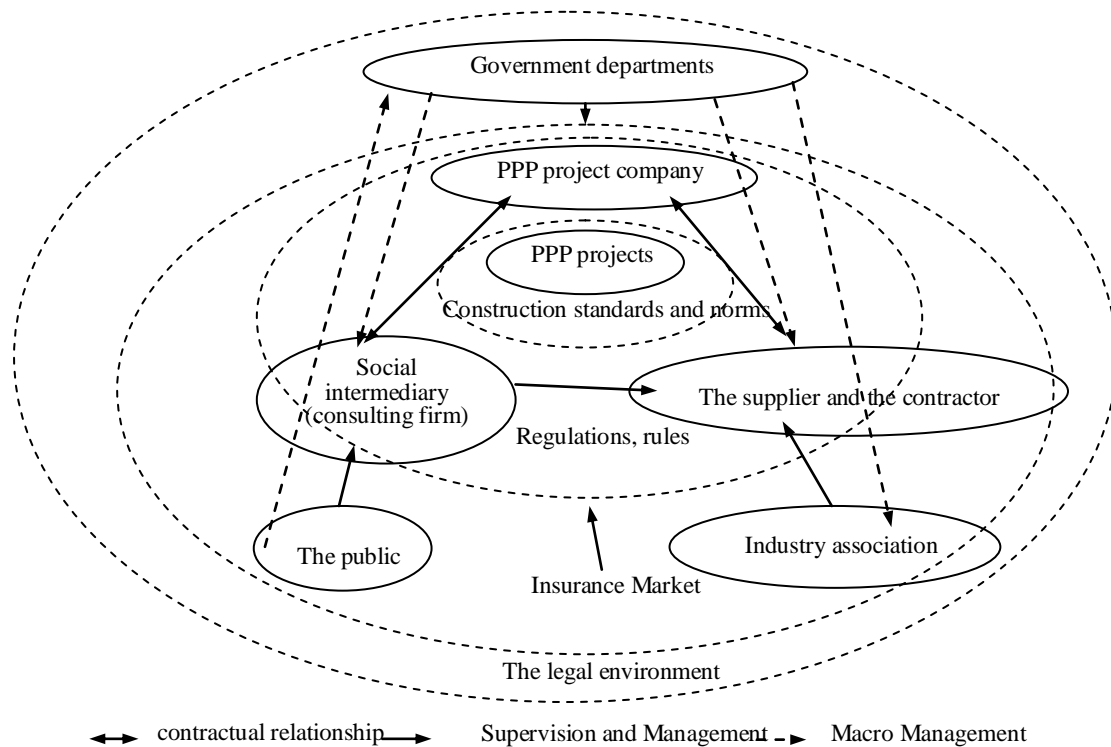 Government departments
PPP project company
PPP projects
Construction standards and norms
Social
intermediary
(consulting firm)
The supplier and the contractor
Regulations, rules
The public
Industry association
Insurance Market
The legal environment
contractual relationship
Supervision and Management
Macro Management